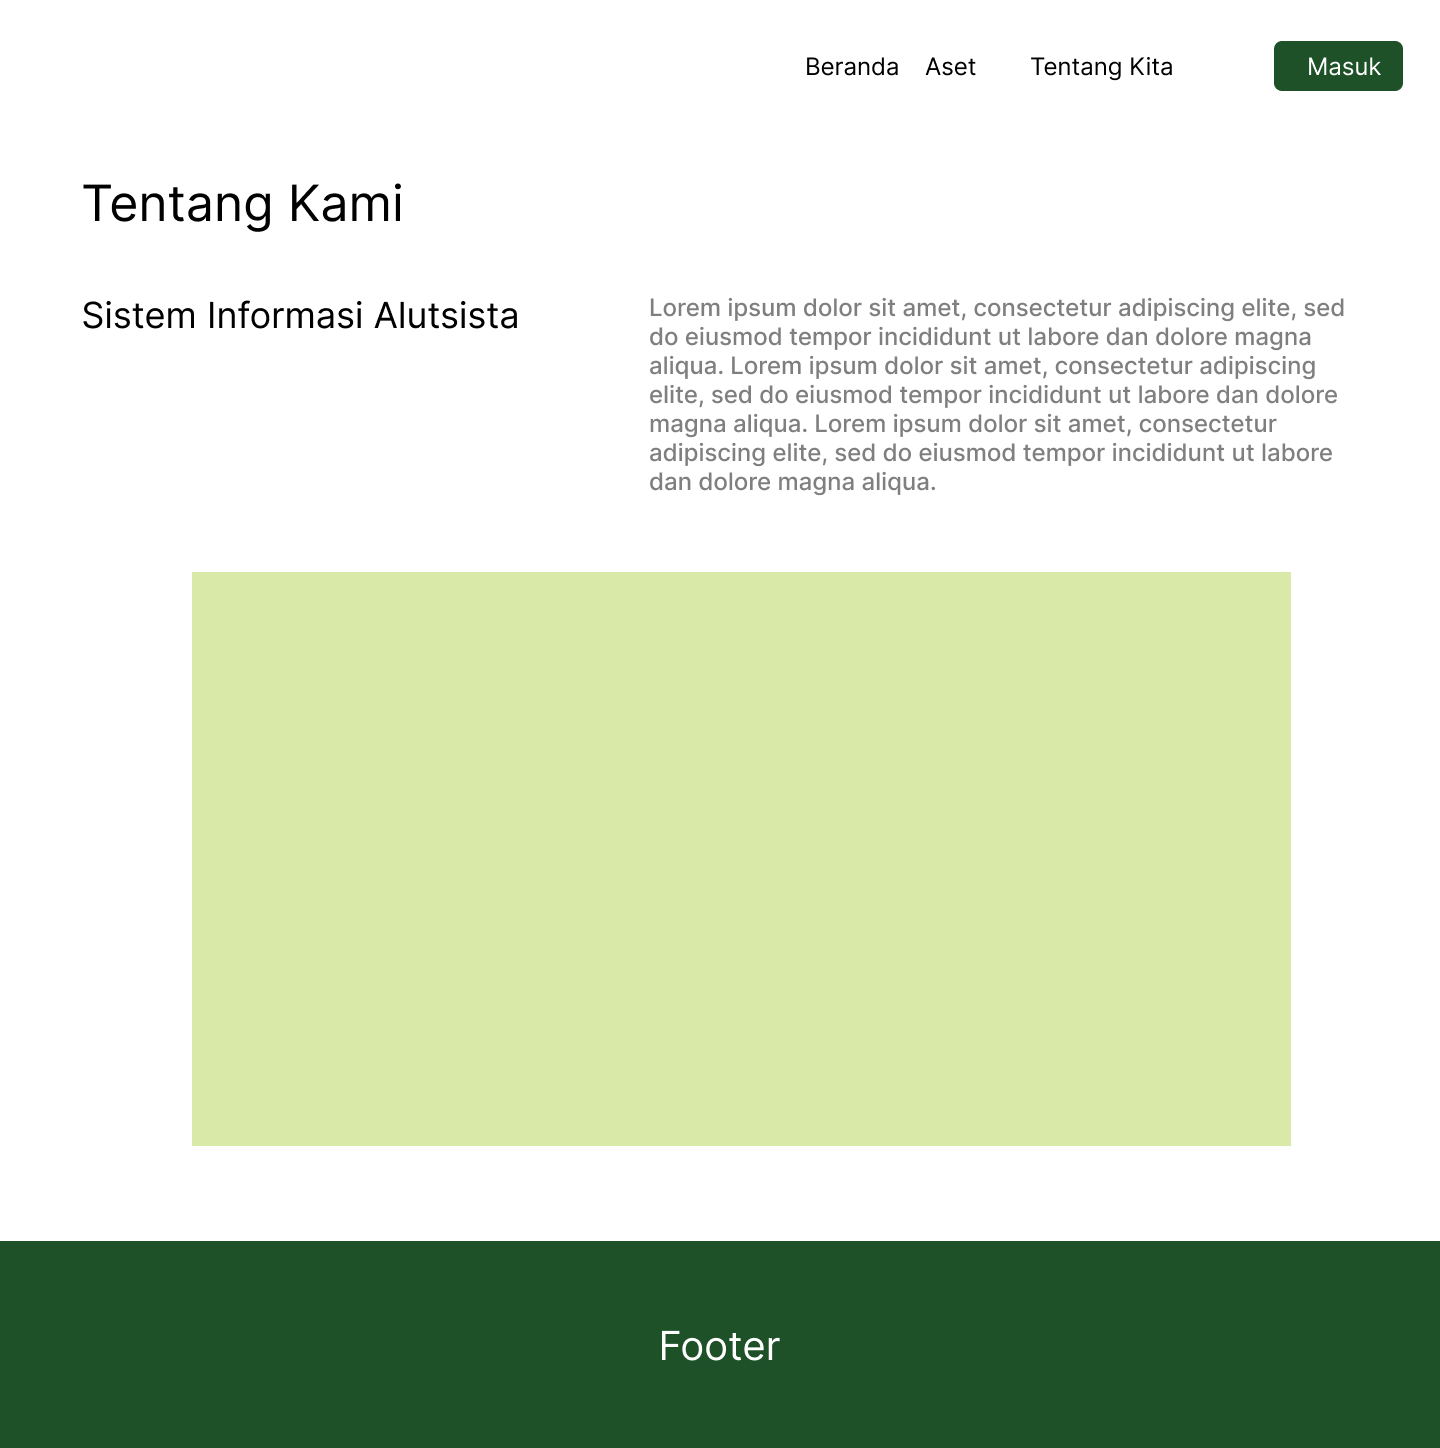 Beranda Aset Tentang Kita Masuk
Tentang Kami
Sistem Informasi Alutsista
Lorem ipsum dolor sit amet, consectetur adipiscing elite, sed
do eiusmod tempor incididunt ut labore dan dolore magna
aliqua. Lorem ipsum dolor sit amet, consectetur adipiscing
elite, sed do eiusmod tempor incididunt ut labore dan dolore
magna aliqua. Lorem ipsum dolor sit amet, consectetur
adipiscing elite, sed do eiusmod tempor incididunt ut labore
dan dolore magna aliqua.
Footer